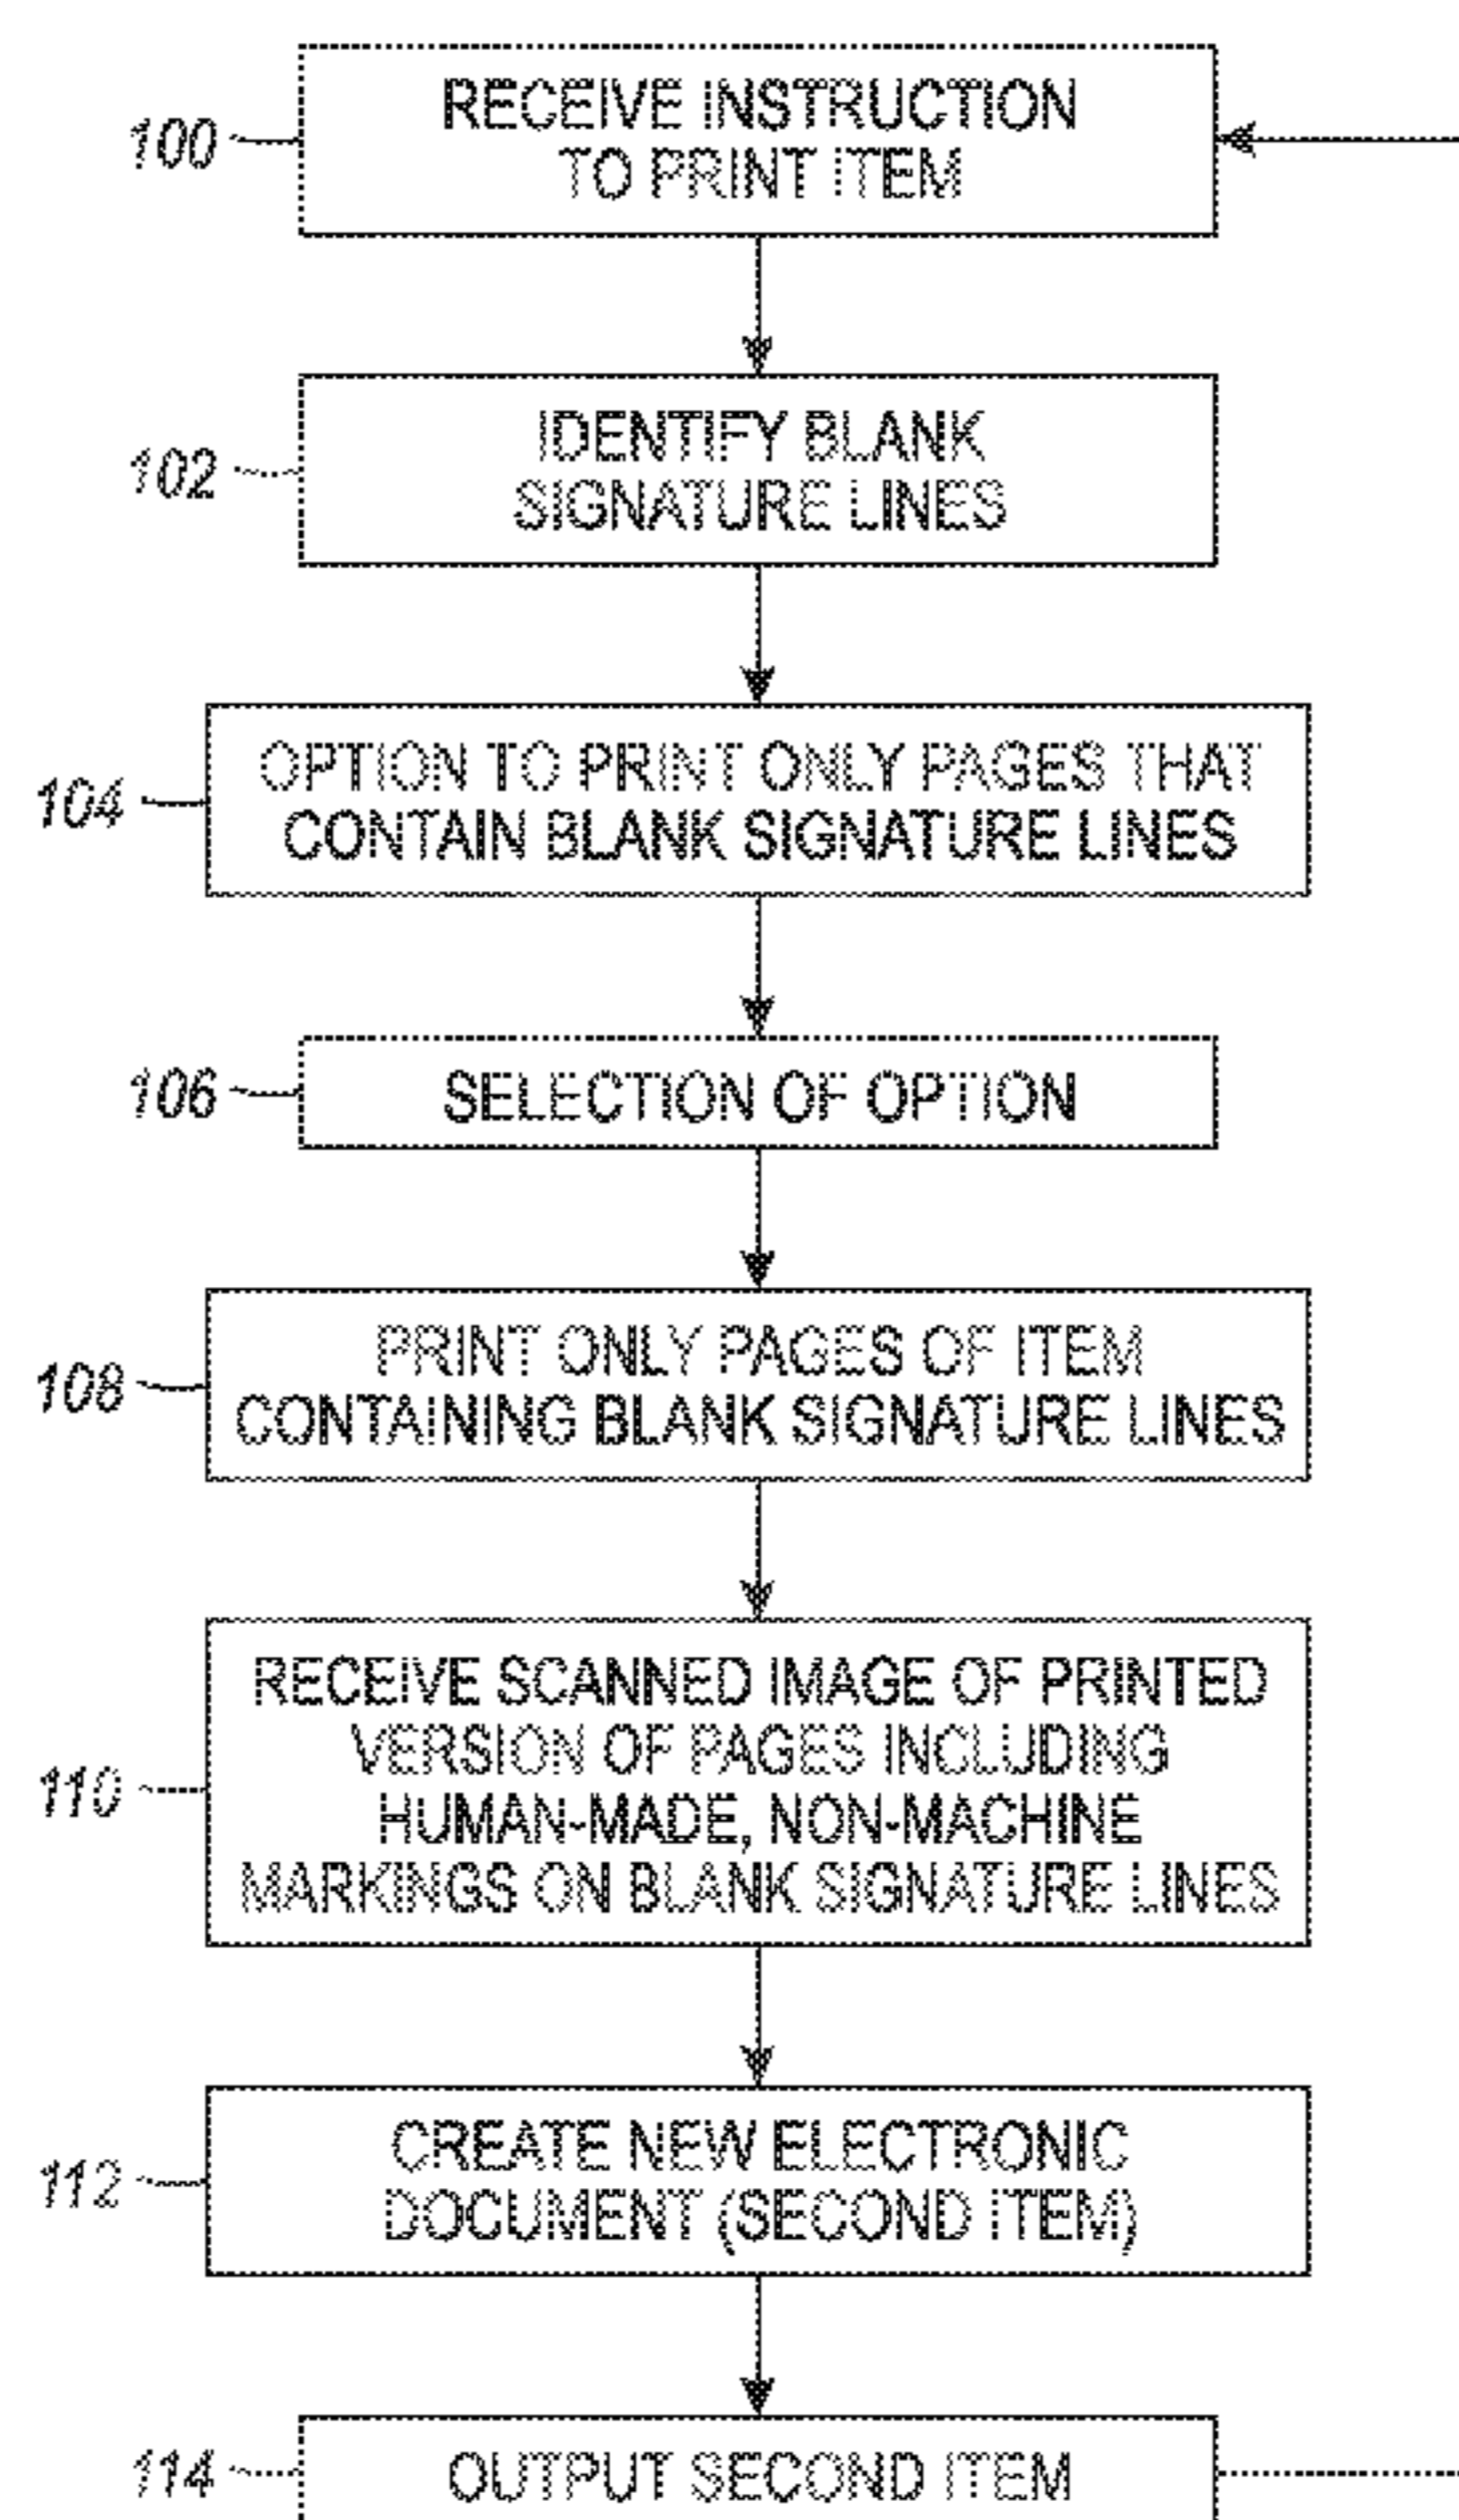 100
RECEIVE INSTRUCTION
TO PRINT ITEM
102
IDENTIFY BLANK
SIGNATURE LINES
104
OPTION TO PRINT ONLY PAGES THAT
CONTAIN BLANK SIGNATURE LINES
106
SELECTION OF OPTION
108
PRINT ONLY PAGES OF ITEM
CONTAINING BLANK SIGNATURE LINES
110
RECEIVE SCANNED IMAGE OF PRINTED
VERSION OF PAGES INCLUDING
HUMAN-MADE, NON-MACHINE
MARKINGS ON BLANK SIGNATURE LINES
112
CREATE NEW ELECTRONIC
DOCUMENT (SECOND ITEM)
114
OUTPUT SECOND ITEM